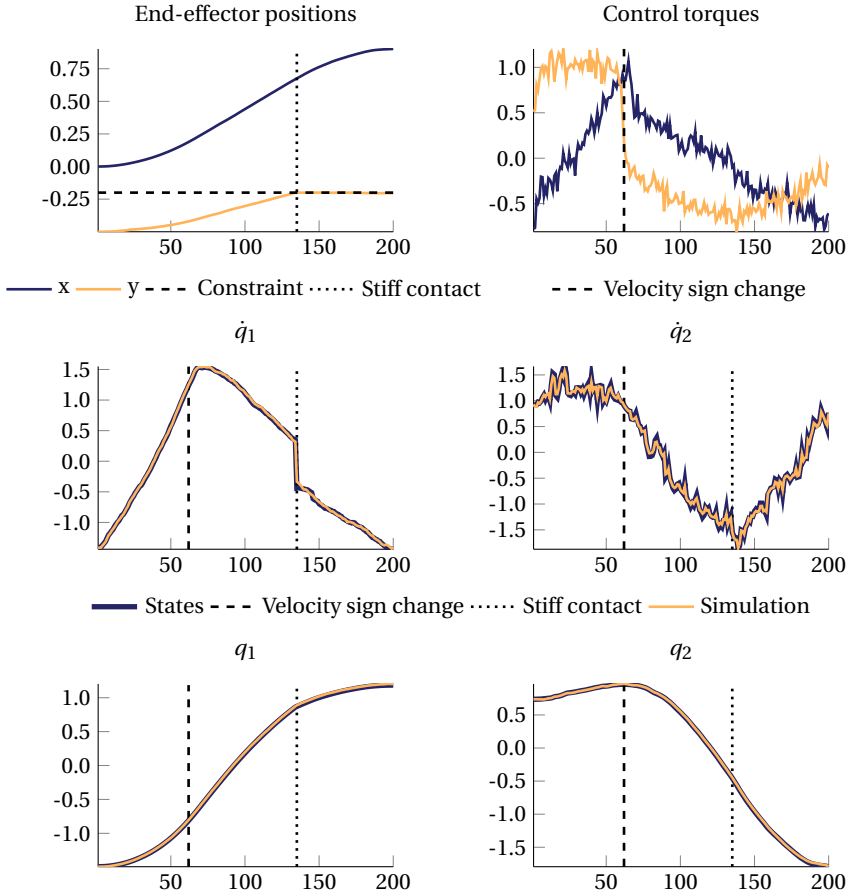 End-effector positions
Control torques
0.75
0.50
0.25
0.00
-0.25
50 100 150 200
1.0
0.5
0.0
-0.5
50 100 150 200
x y Constraint Stiff contact
Velocity sign change
q̇1
q̇2
1.5
1.0
0.5
0.0
-0.5
-1.0
50 100 150 200
1.5
1.0
0.5
0.0
-0.5
-1.0
-1.5
50 100 150 200
States Velocity sign change Stiff contact Simulation
q1
q2
1.0
0.5
0.0
-0.5
-1.0
50 100 150 200
0.5
0.0
-0.5
-1.0
-1.5
50 100 150 200